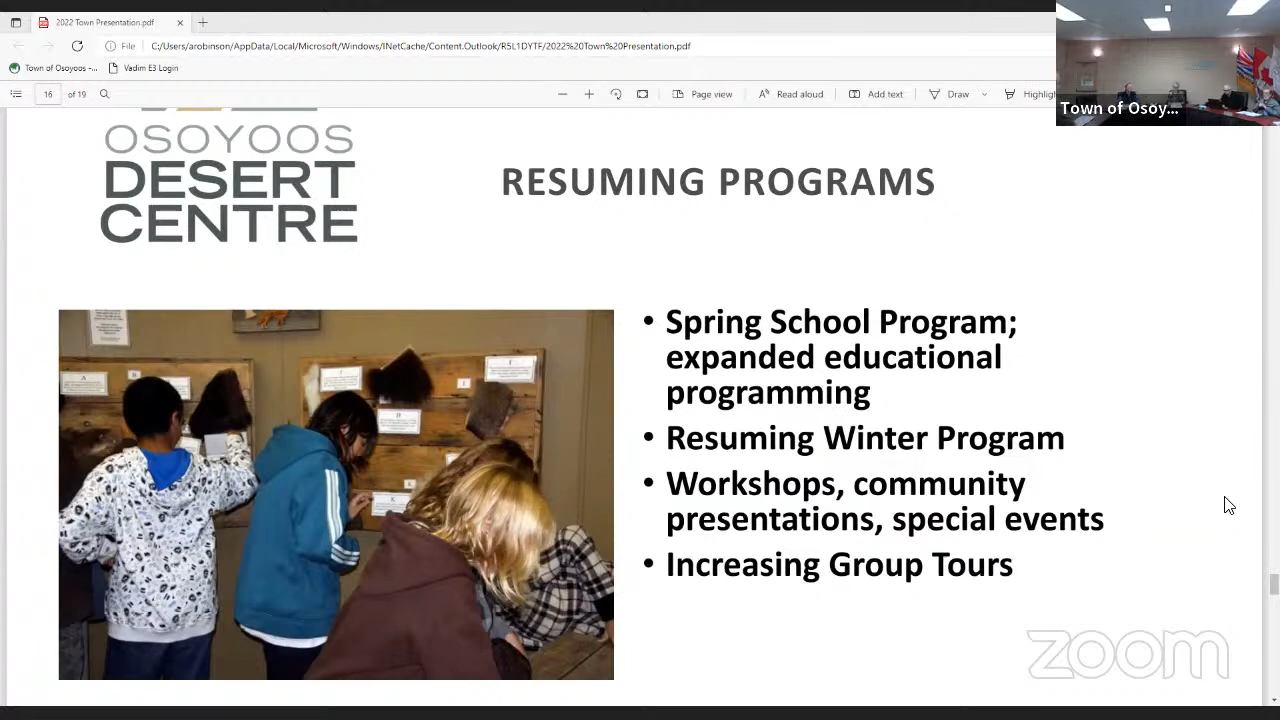 2022 Town Presentation.pdf
File
C:/Users/arobinson/AppData/Local/Microsoft/Windows/INetCache/Content.Outlook/R5L1DYTF/2022%20Town%20Presentation.pdf
Town of Osoyoos -...
Vadim E3 Login
16 of 19
Page view
Read aloud
Add text
Draw
Highligh
Town of Osoy...
OSOYOOS
DESERT
CENTRE
RESUMING PROGRAMS
• Spring School Program;
expanded educational
programming
• Resuming Winter Program
• Workshops, community
presentations, special events
• Increasing Group Tours
A
B
F
K
zoom